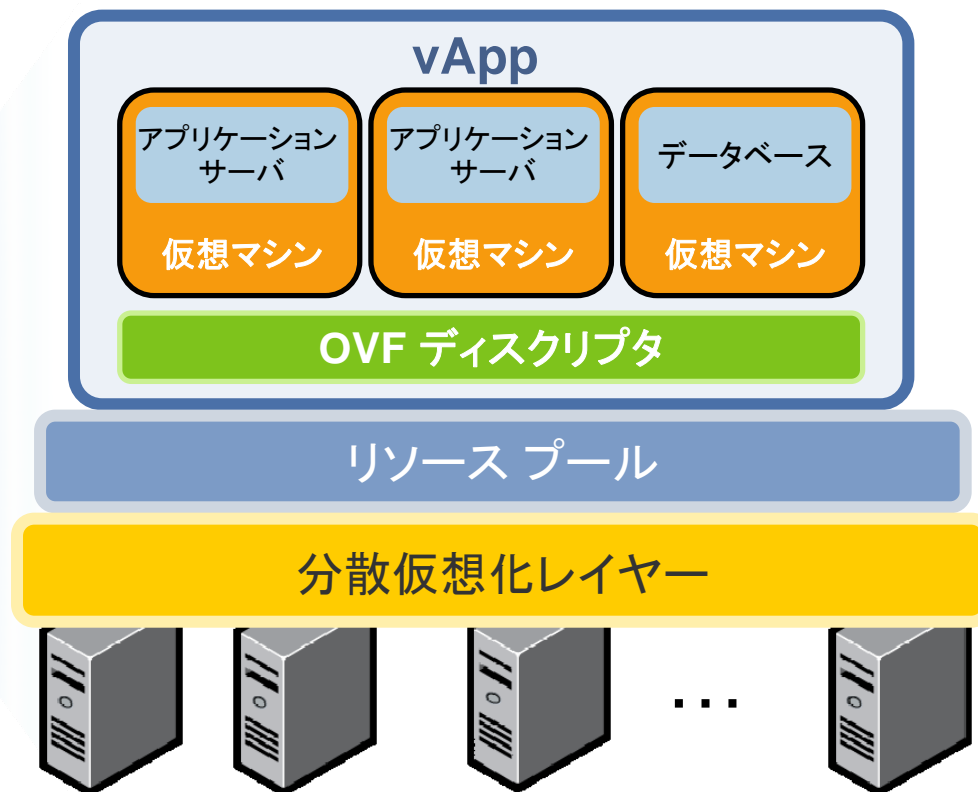 vApp
アプリケーション
サーバ
仮想マシン
アプリケーション
サーバ
仮想マシン
データベース
仮想マシン
OVF ディスクリプタ
リソース プール
分散仮想化レイヤー
...